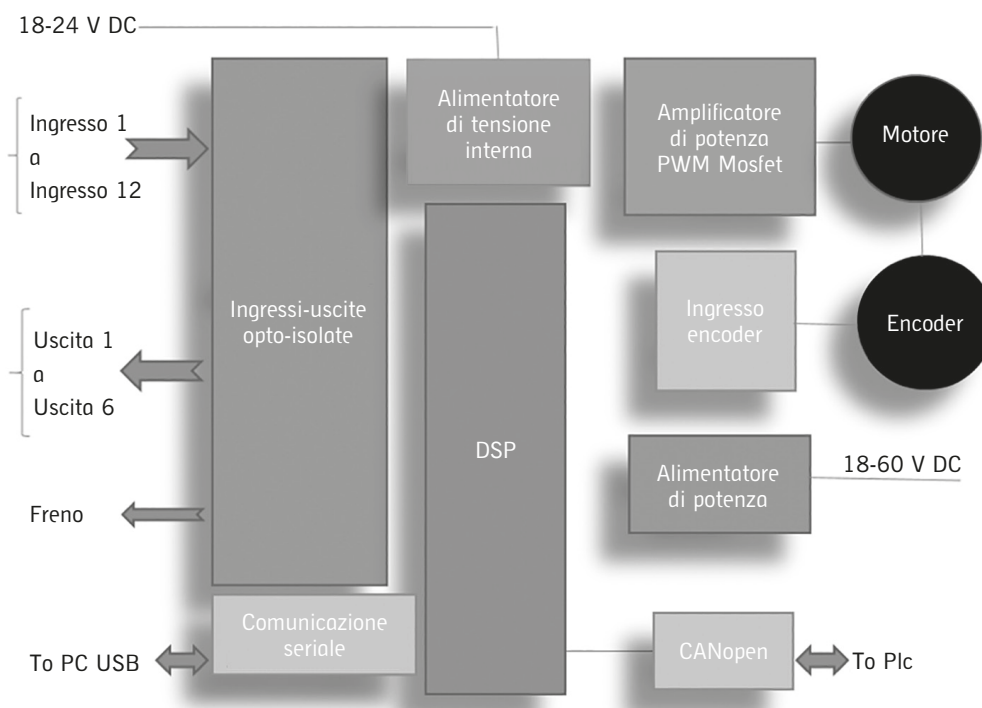 18-24 V DC
Ingresso 1
a
Ingresso 12
Uscita 1
a
Uscita 6
Freno
To PC USB
Ingressi-uscite
opto-isolate
Comunicazione
seriale
Alimentatore
di tensione
interna
DSP
Amplificatore
di potenza
PWM Mosfet
Motore
Ingresso
encoder
Encoder
Alimentatore
di potenza
18-60 V DC
CANopen
To Plc